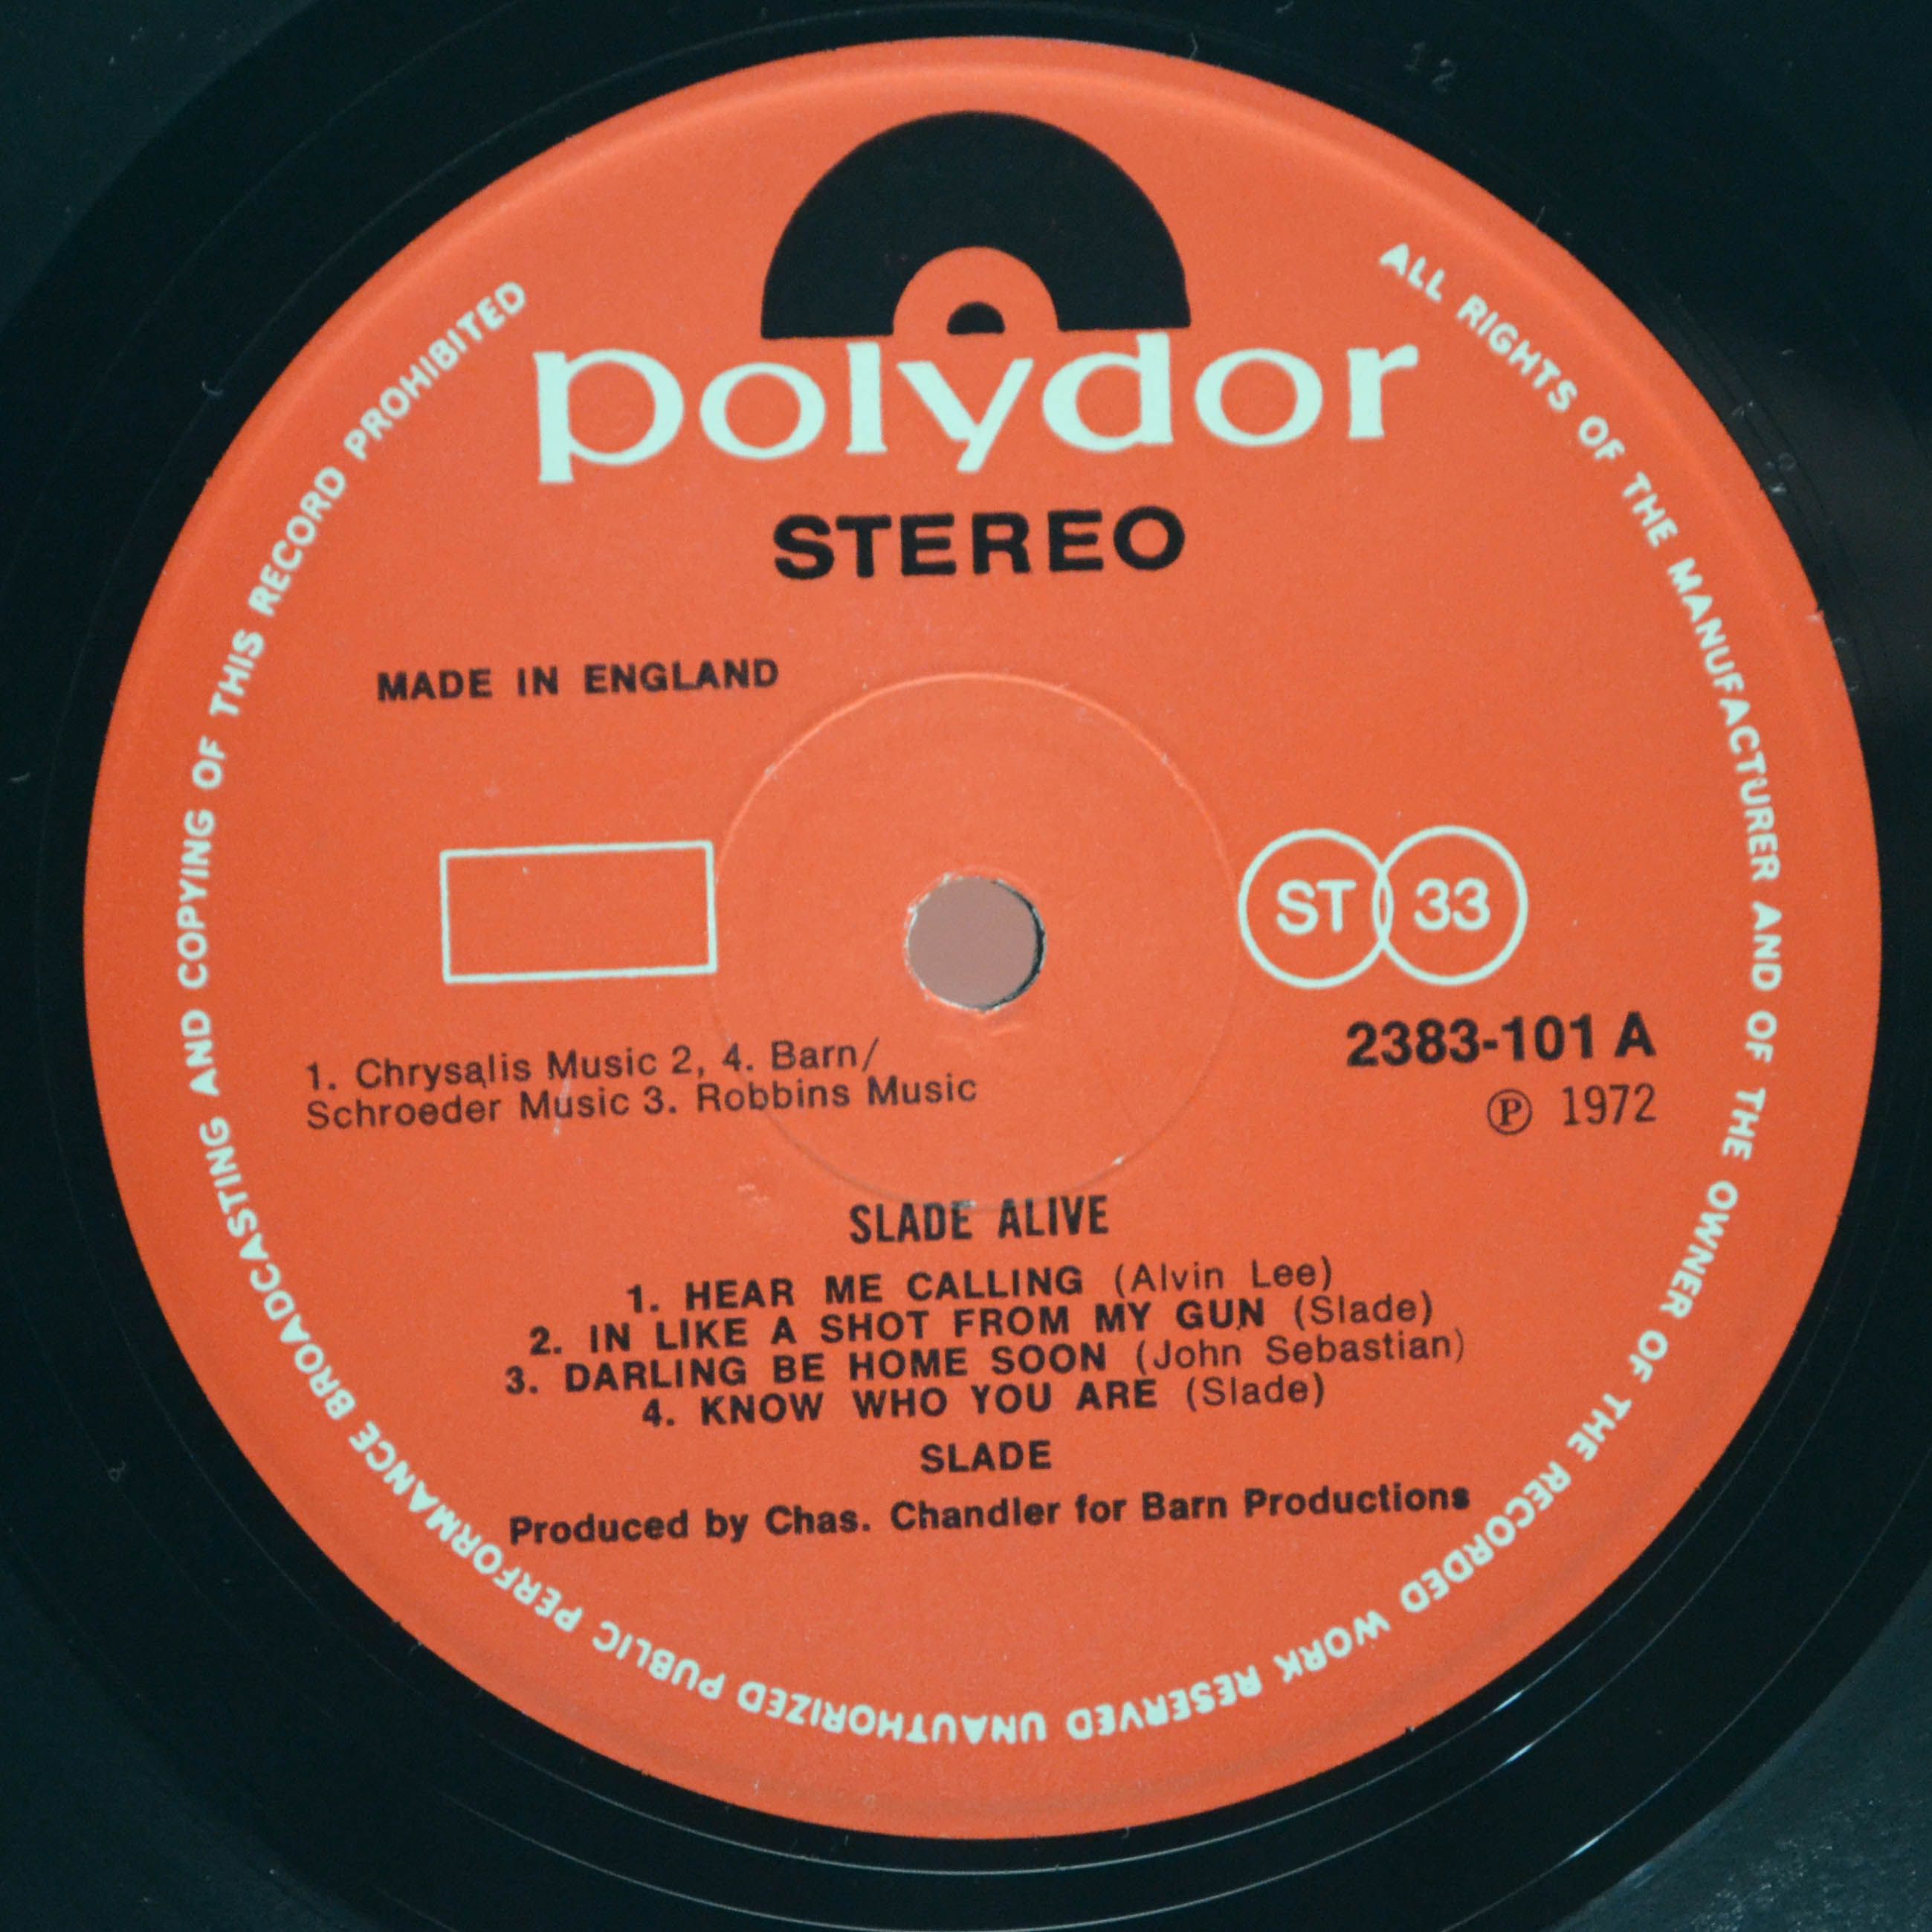 polydor
STEREO
MADE IN ENGLAND
ST 33
2383-101 A
℗ 1972
1. Chrysalis Music 2, 4. Barn/
Schroeder Music 3. Robbins Music
SLADE ALIVE
1. HEAR ME CALLING (Alvin Lee)
2. IN LIKE A SHOT FROM MY GUN (Slade)
3. DARLING BE HOME SOON (John Sebastian)
4. KNOW WHO YOU ARE (Slade)
SLADE
Produced by Chas. Chandler for Barn Productions
ALL RIGHTS OF THE MANUFACTURER AND OF THE OWNER OF THE RECORDED WORK RESERVED UNAUTHORIZED PUBLIC PERFORMANCE BROADCASTING AND COPYING OF THIS RECORD PROHIBITED
12